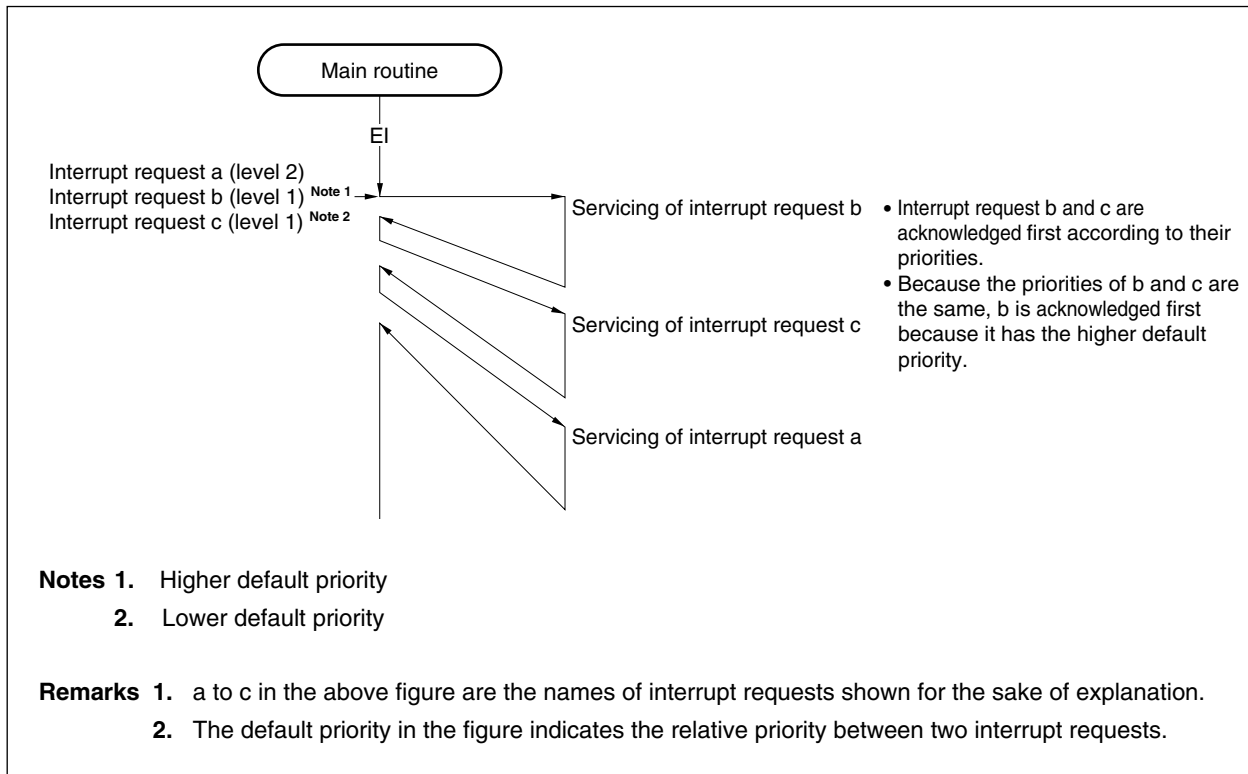 Main routine
EI
Interrupt request a (level 2)
Interrupt request b (level 1) Note 1
Interrupt request c (level 1) Note 2
Servicing of interrupt request b
Servicing of interrupt request c
Servicing of interrupt request a
• Interrupt request b and c are
acknowledged first according to their
priorities.
• Because the priorities of b and c are
the same, b is acknowledged first
because it has the higher default
priority.
Notes 1. Higher default priority
2. Lower default priority
Remarks 1. a to c in the above figure are the names of interrupt requests shown for the sake of explanation.
2. The default priority in the figure indicates the relative priority between two interrupt requests.